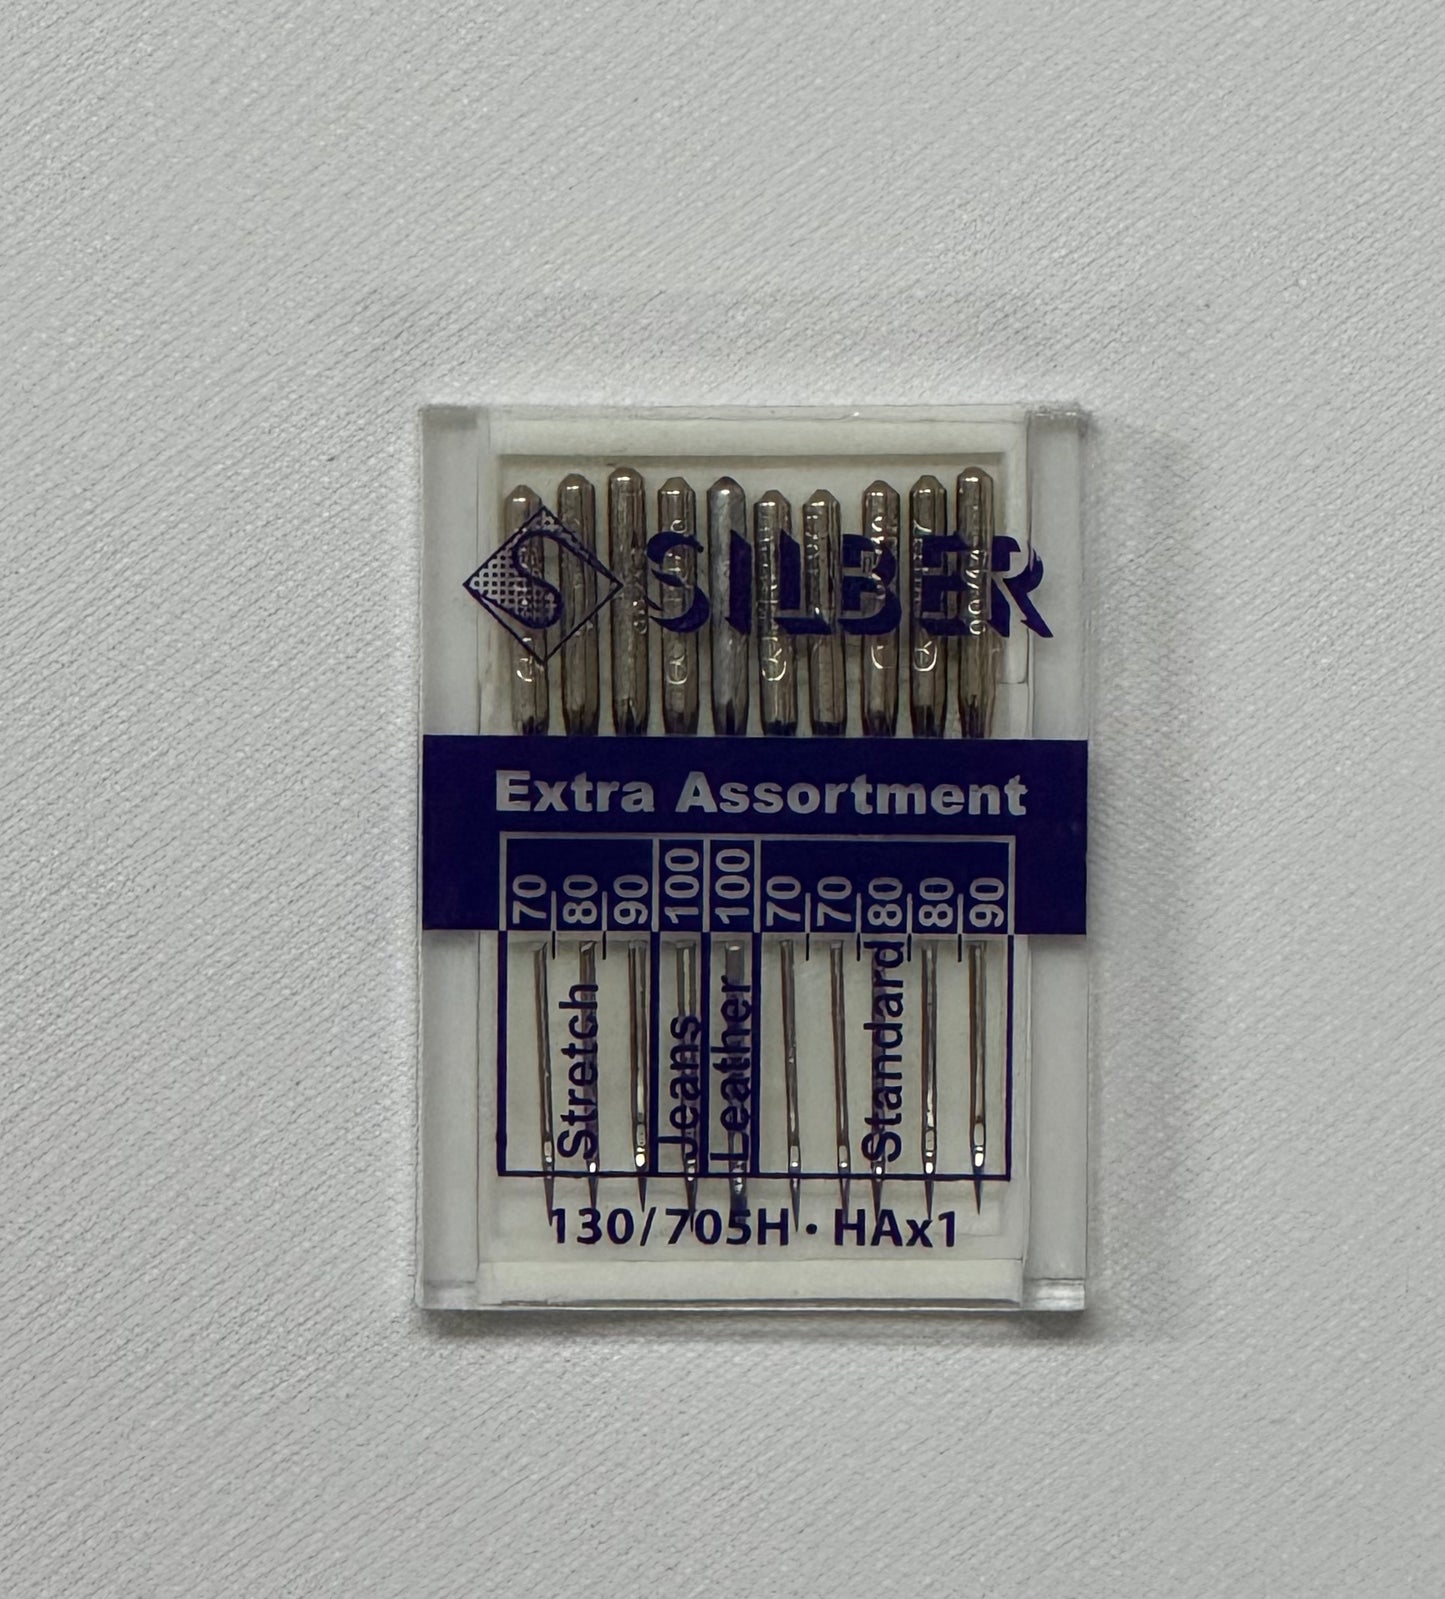 S SILBER
Extra Assortment
70 80 90 100 100 70 70 80 80 90
Stretch Jeans Leather Standard
130/705H · HAx1